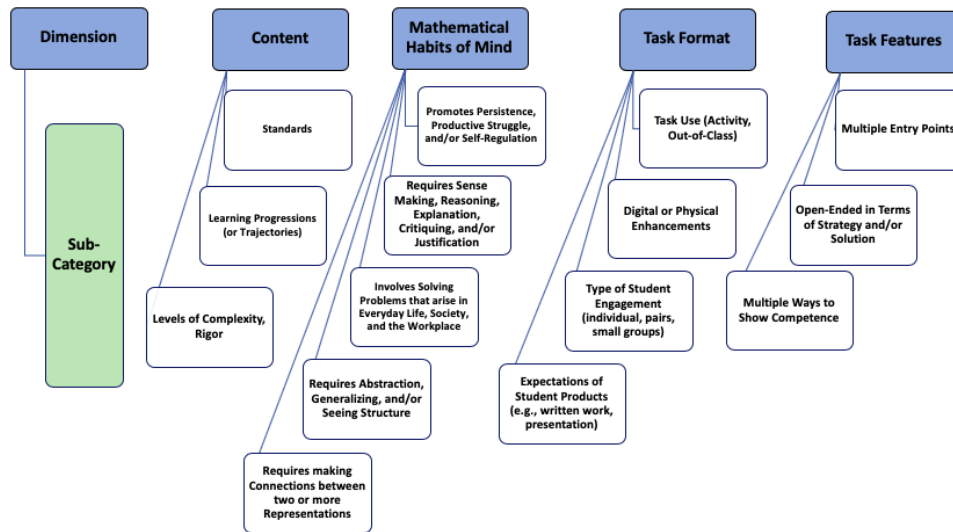 Dimension
Sub-
Category
Content
Standards
Learning Progressions
(or Trajectories)
Levels of Complexity,
Rigor
Mathematical
Habits of Mind
Promotes Persistence,
Productive Struggle,
and/or Self-Regulation
Requires Sense
Making, Reasoning,
Explanation,
Critiquing, and/or
Justification
Involves Solving
Problems that arise in
Everyday Life, Society,
and the Workplace
Requires Abstraction,
Generalizing, and/or
Seeing Structure
Requires making
Connections between
two or more
Representations
Task Format
Task Use (Activity,
Out-of-Class)
Digital or Physical
Enhancements
Type of Student
Engagement
(individual, pairs,
small groups)
Expectations of
Student Products
(e.g., written work,
presentation)
Task Features
Multiple Entry Points
Open-Ended in Terms
of Strategy and/or
Solution
Multiple Ways to
Show Competence